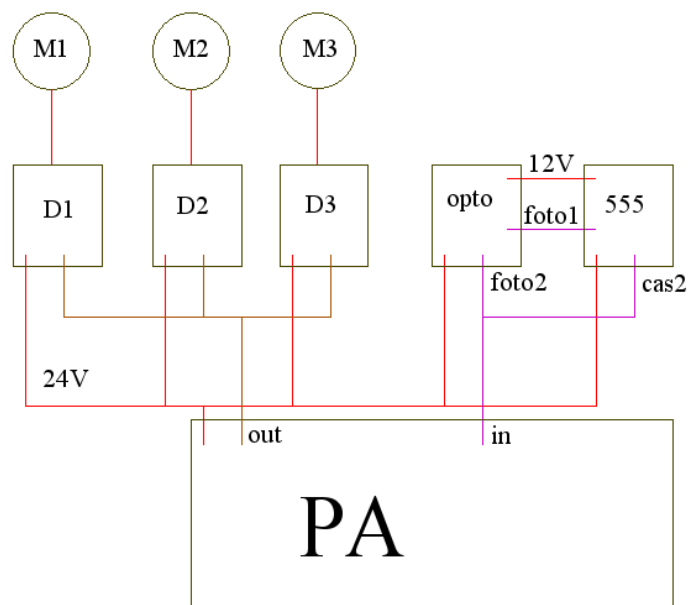 M1 M2 M3
12V
D1 D2 D3 opto 555
foto1
foto2 cas2
24V
out in
PA